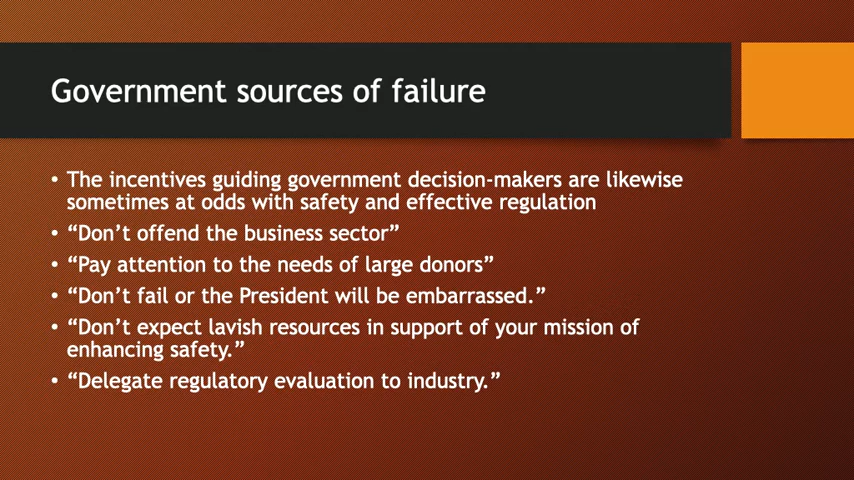 Government sources of failure
• The incentives guiding government decision-makers are likewise
sometimes at odds with safety and effective regulation
• “Don’t offend the business sector”
• “Pay attention to the needs of large donors”
• “Don’t fail or the President will be embarrassed.”
• “Don’t expect lavish resources in support of your mission of
enhancing safety.”
• “Delegate regulatory evaluation to industry.”